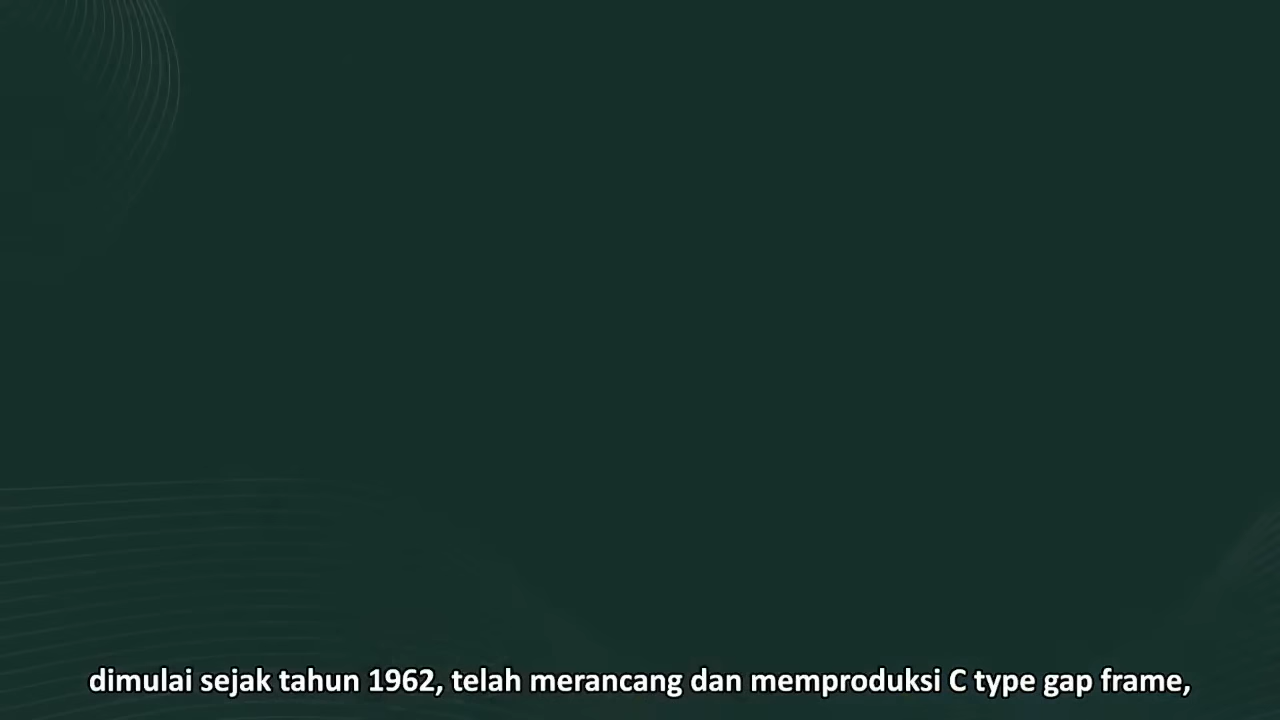 dimulai sejak tahun 1962, telah merancang dan memproduksi C type gap frame,